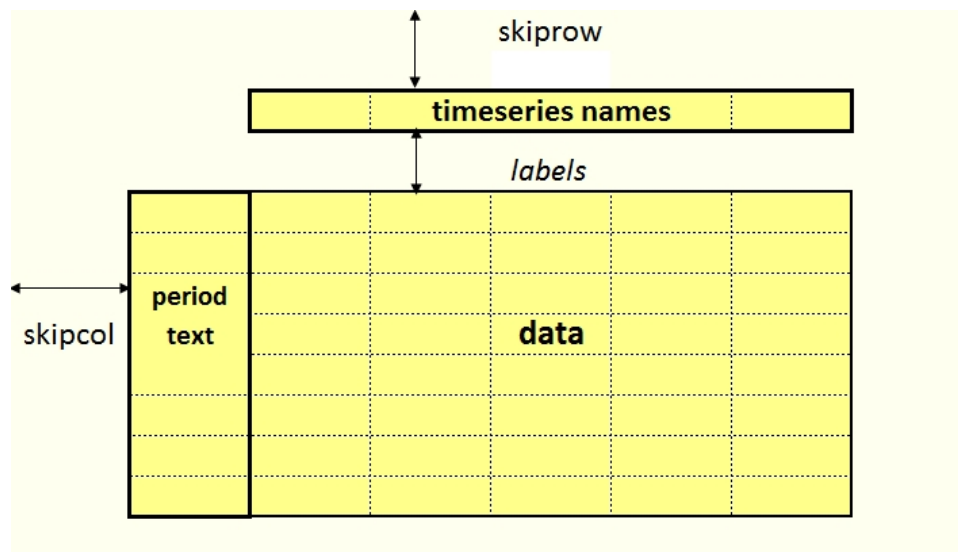 skiprow
timeseries names
labels
period
text
skipcol
data